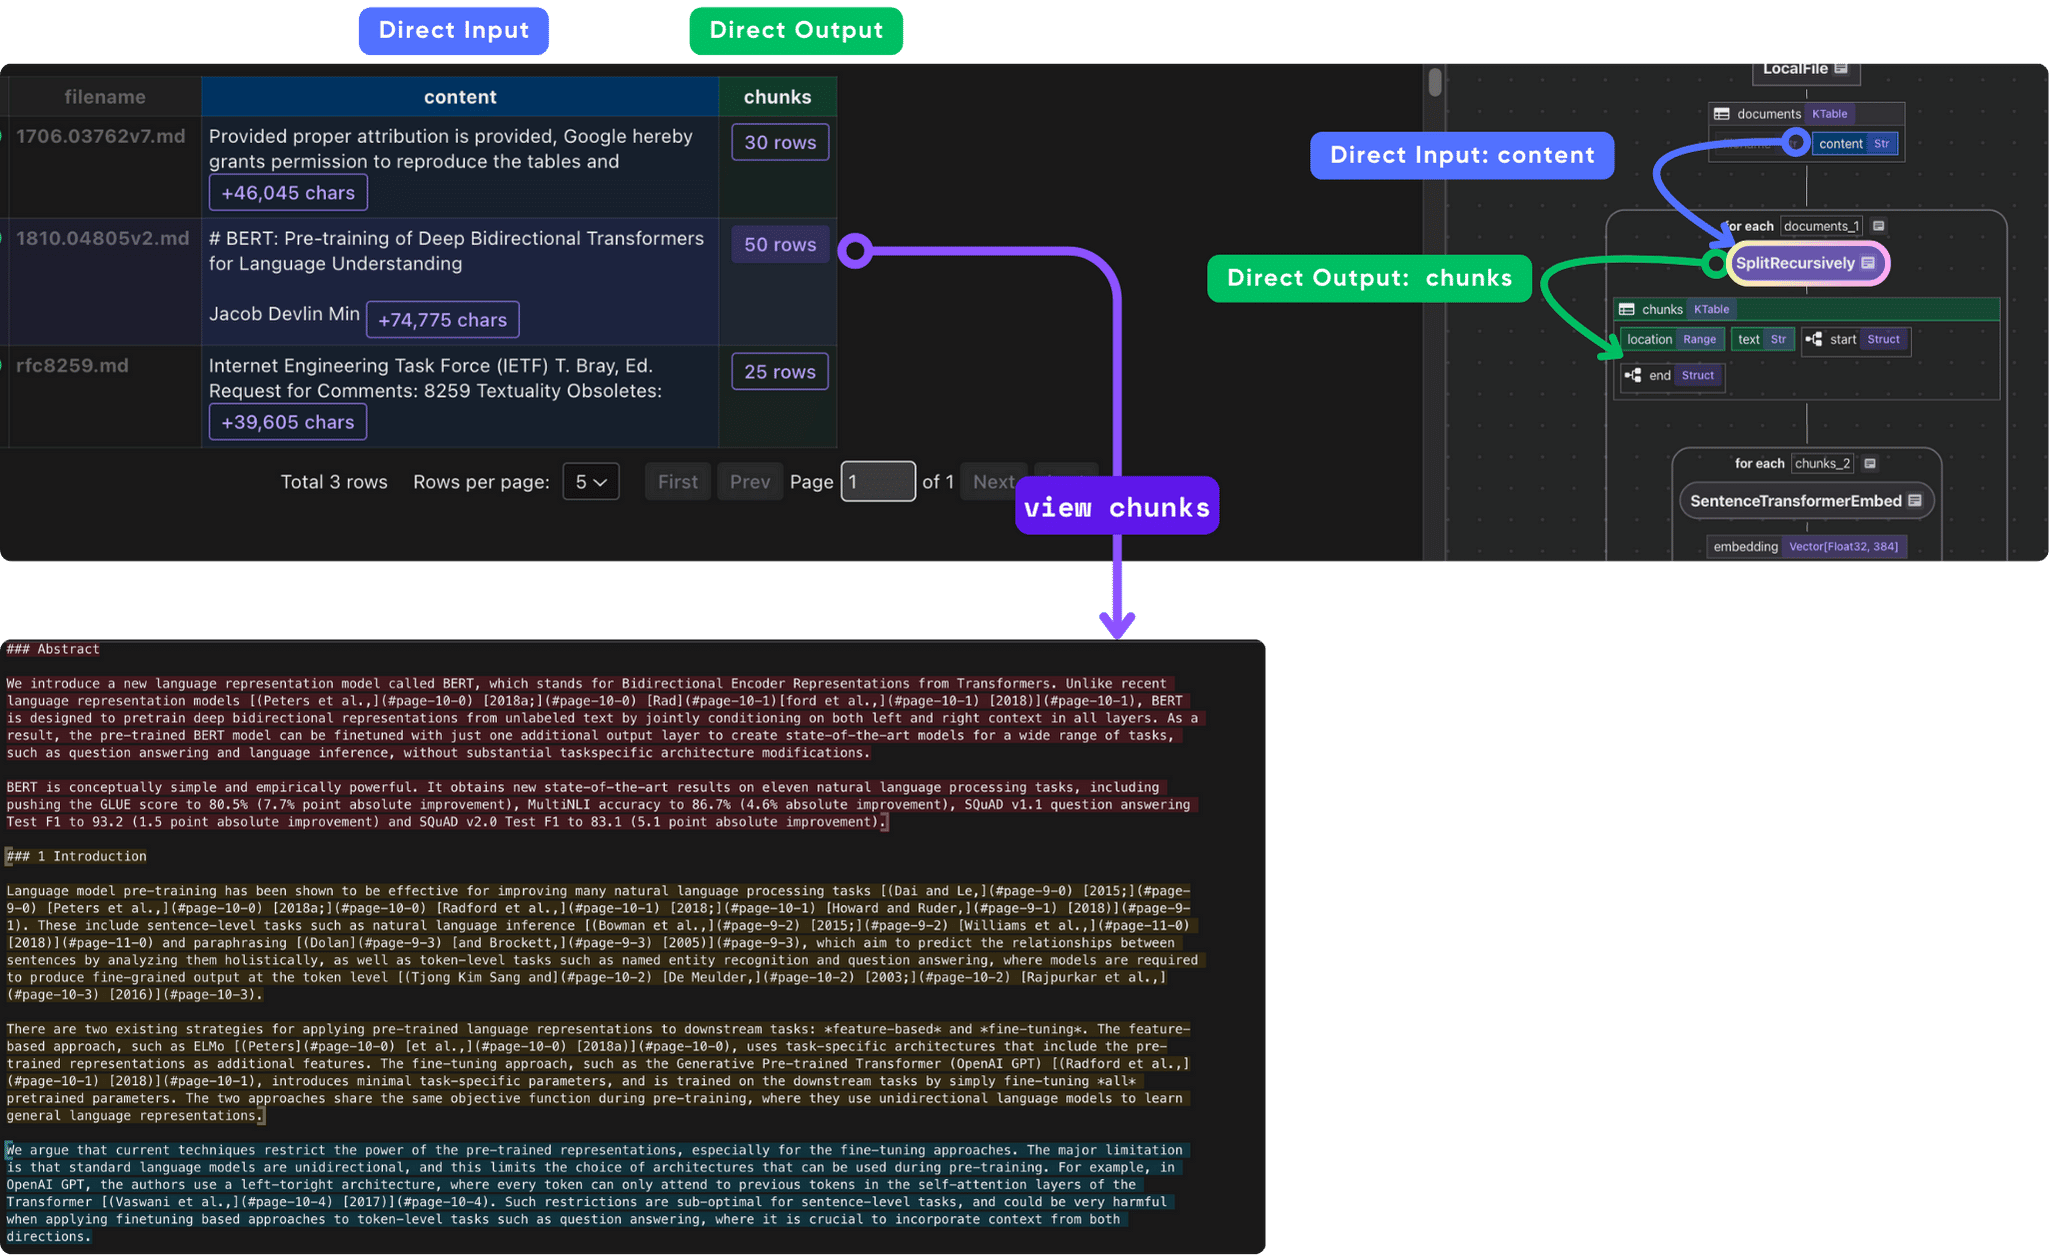 Direct Input
Direct Output
filename
content
chunks
1706.03762v7.md
Provided proper attribution is provided, Google hereby
grants permission to reproduce the tables and
+46,045 chars
30 rows
1810.04805v2.md
# BERT: Pre-training of Deep Bidirectional Transformers
for Language Understanding
Jacob Devlin Min +74,775 chars
50 rows
rfc8259.md
Internet Engineering Task Force (IETF) T. Bray, Ed.
Request for Comments: 8259 Textuality Obsoletes:
+39,605 chars
25 rows
Total 3 rows Rows per page: 5 First Prev Page 1 of 1 Next
view chunks
LocalFile
documents KTable
content Str
Direct Input: content
for each documents_1
SplitRecursively
Direct Output: chunks
chunks KTable
location Range text Str start Struct
end Struct
for each chunks_2
SentenceTransformerEmbed
embedding Vector[Float32, 384]
### Abstract
We introduce a new language representation model called BERT, which stands for Bidirectional Encoder Representations from Transformers. Unlike recent
language representation models [(Peters et al.,](#page-10-0) [2018a;](#page-10-0) [Rad](#page-10-1)[ford et al.,](#page-10-1) [2018)](#page-10-1), BERT
is designed to pretrain deep bidirectional representations from unlabeled text by jointly conditioning on both left and right context in all layers. As a
result, the pre-trained BERT model can be finetuned with just one additional output layer to create state-of-the-art models for a wide range of tasks,
such as question answering and language inference, without substantial taskspecific architecture modifications.
BERT is conceptually simple and empirically powerful. It obtains new state-of-the-art results on eleven natural language processing tasks, including
pushing the GLUE score to 80.5% (7.7% point absolute improvement), MultiNLI accuracy to 86.7% (4.6% absolute improvement), SQuAD v1.1 question answering
Test F1 to 93.2 (1.5 point absolute improvement) and SQuAD v2.0 Test F1 to 83.1 (5.1 point absolute improvement).
### 1 Introduction
Language model pre-training has been shown to be effective for improving many natural language processing tasks [(Dai and Le,](#page-9-0) [2015;](#page-
9-0) [Peters et al.,](#page-10-0) [2018a;](#page-10-0) [Radford et al.,](#page-10-1) [2018;](#page-10-1) [Howard and Ruder,](#page-9-1) [2018)](#page-9-
1). These include sentence-level tasks such as natural language inference [(Bowman et al.,](#page-9-2) [2015;](#page-9-2) [Williams et al.,](#page-11-0)
[2018)](#page-11-0) and paraphrasing [(Dolan](#page-9-3) [and Brockett,](#page-9-3) [2005)](#page-9-3), which aim to predict the relationships between
sentences by analyzing them holistically, as well as token-level tasks such as named entity recognition and question answering, where models are required
to produce fine-grained output at the token level [(Tjong Kim Sang and](#page-10-2) [De Meulder,](#page-10-2) [2003;](#page-10-2) [Rajpurkar et al.,]
(#page-10-3) [2016)](#page-10-3).
There are two existing strategies for applying pre-trained language representations to downstream tasks: *feature-based* and *fine-tuning*. The feature-
based approach, such as ELMo [(Peters](#page-10-0) [et al.,](#page-10-0) [2018a)](#page-10-0), uses task-specific architectures that include the pre-
trained representations as additional features. The fine-tuning approach, such as the Generative Pre-trained Transformer (OpenAI GPT) [(Radford et al.,]
(#page-10-1) [2018)](#page-10-1), introduces minimal task-specific parameters, and is trained on the downstream tasks by simply fine-tuning *all*
pretrained parameters. The two approaches share the same objective function during pre-training, where they use unidirectional language models to learn
general language representations.
We argue that current techniques restrict the power of the pre-trained representations, especially for the fine-tuning approaches. The major limitation
is that standard language models are unidirectional, and this limits the choice of architectures that can be used during pre-training. For example, in
OpenAI GPT, the authors use a left-toright architecture, where every token can only attend to previous tokens in the self-attention layers of the
Transformer [(Vaswani et al.,](#page-10-4) [2017)](#page-10-4). Such restrictions are sub-optimal for sentence-level tasks, and could be very harmful
when applying finetuning based approaches to token-level tasks such as question answering, where it is crucial to incorporate context from both
directions.